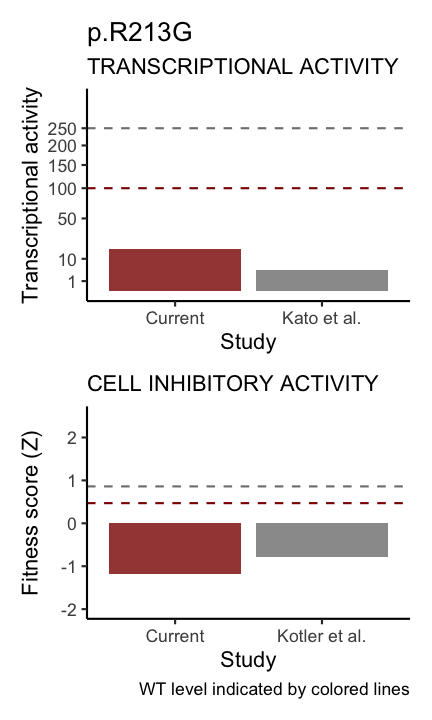 p.R213G
TRANSCRIPTIONAL ACTIVITY
Transcriptional activity
250
200
150
100
50
10
1
Current
Kato et al.
Study
CELL INHIBITORY ACTIVITY
Fitness score (Z)
2
1
0
-1
-2
Current
Kotler et al.
Study
WT level indicated by colored lines